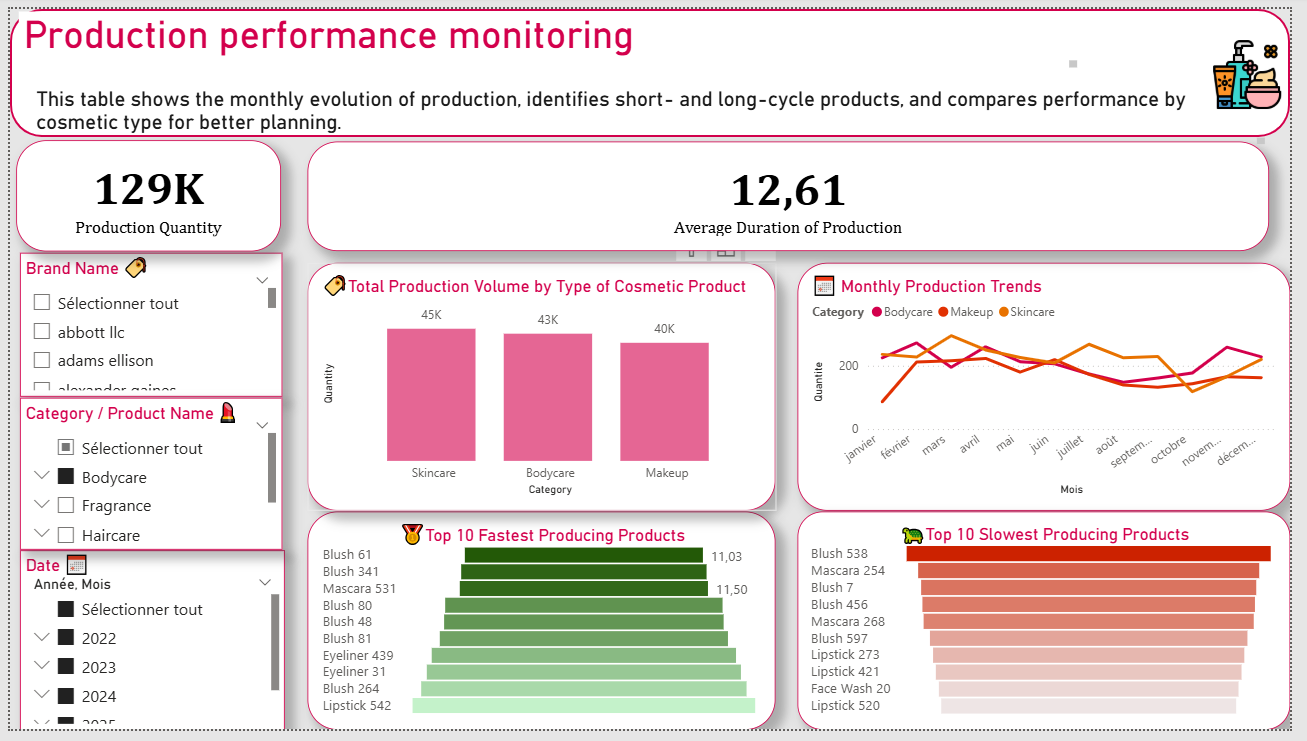 Production performance monitoring
This table shows the monthly evolution of production, identifies short- and long-cycle products, and compares performance by
cosmetic type for better planning.
129K
Production Quantity
12,61
Average Duration of Production
Brand Name
Sélectionner tout
abbott llc
adams ellison
alexander gaines
Category / Product Name
Sélectionner tout
Bodycare
Fragrance
Haircare
Date
Année, Mois
Sélectionner tout
2022
2023
2024
2025
Total Production Volume by Type of Cosmetic Product
45K
43K
40K
Quantity
Skincare
Bodycare
Makeup
Category
Monthly Production Trends
Category Bodycare Makeup Skincare
Quantite
200
0
janvier
février
mars
avril
mai
juin
juillet
août
septem...
octobre
novem...
décem...
Mois
Top 10 Fastest Producing Products
Blush 61 11,03
Blush 341
Mascara 531 11,50
Blush 80
Blush 48
Blush 81
Eyeliner 439
Eyeliner 31
Blush 264
Lipstick 542
Top 10 Slowest Producing Products
Blush 538
Mascara 254
Blush 7
Blush 456
Mascara 268
Blush 597
Lipstick 273
Lipstick 421
Face Wash 20
Lipstick 520